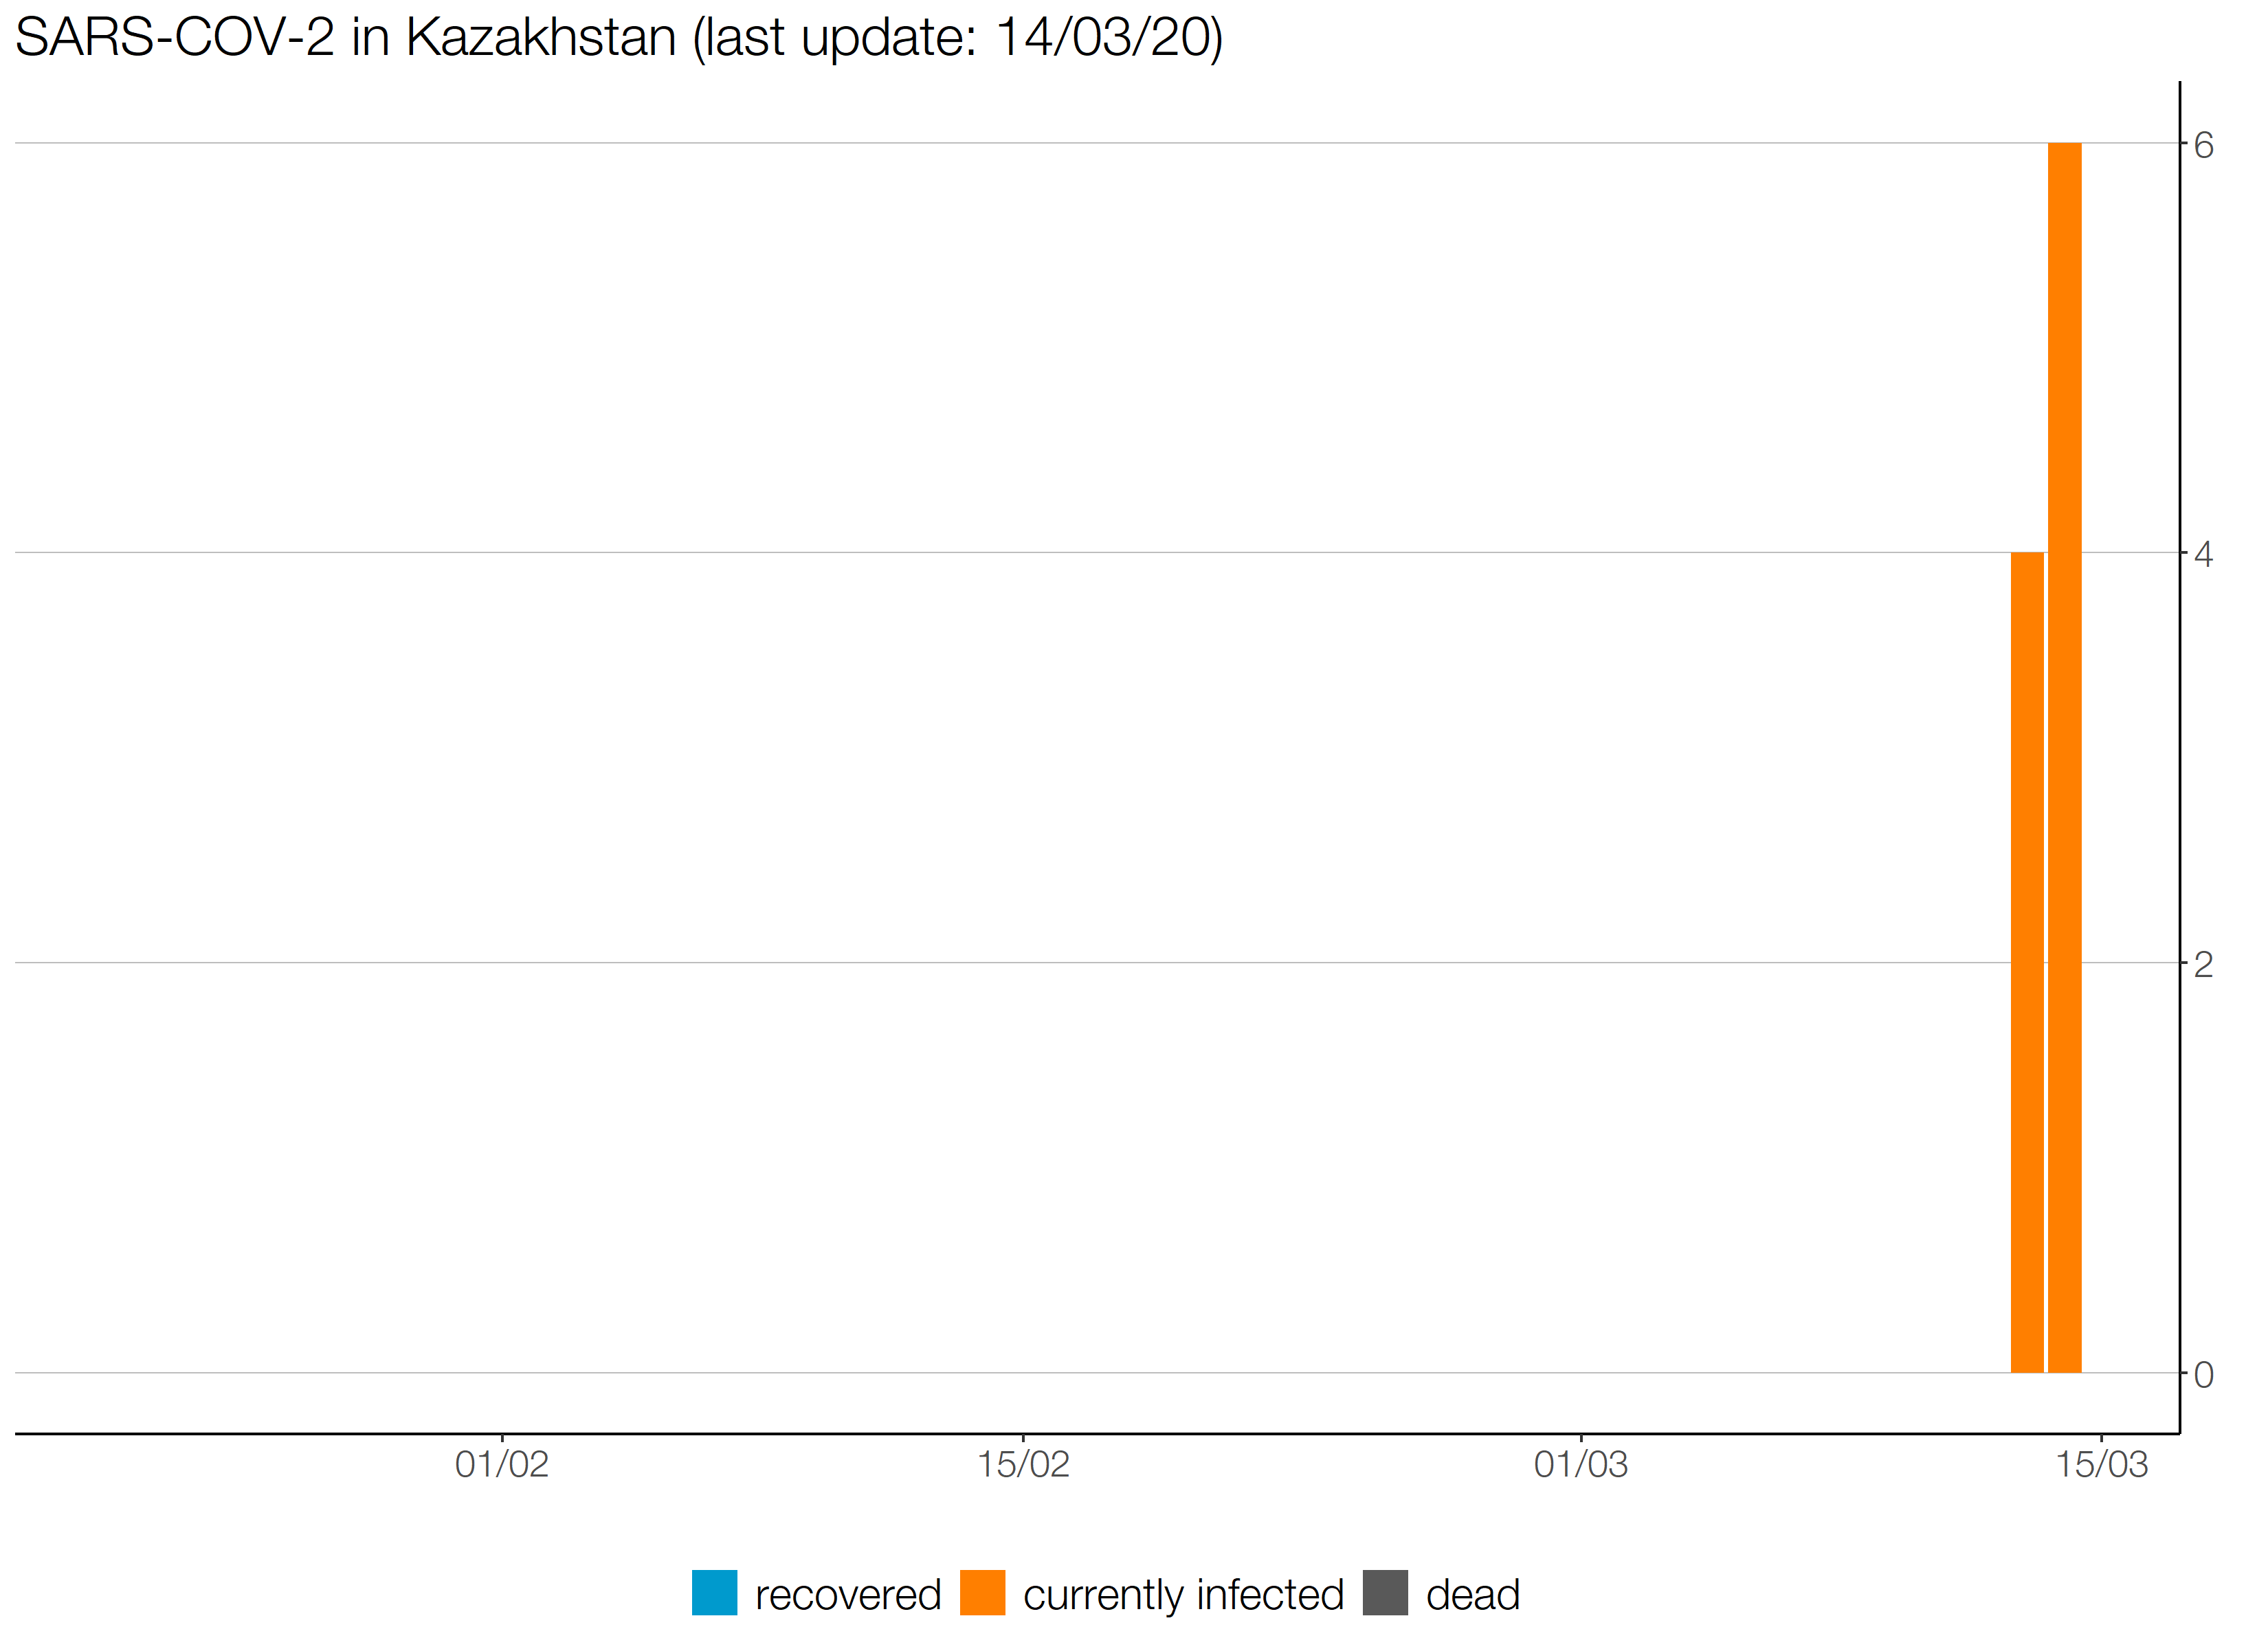 SARS-COV-2 in Kazakhstan (last update: 14/03/20)
6
4
2
0
01/02 15/02 01/03 15/03
recovered currently infected dead